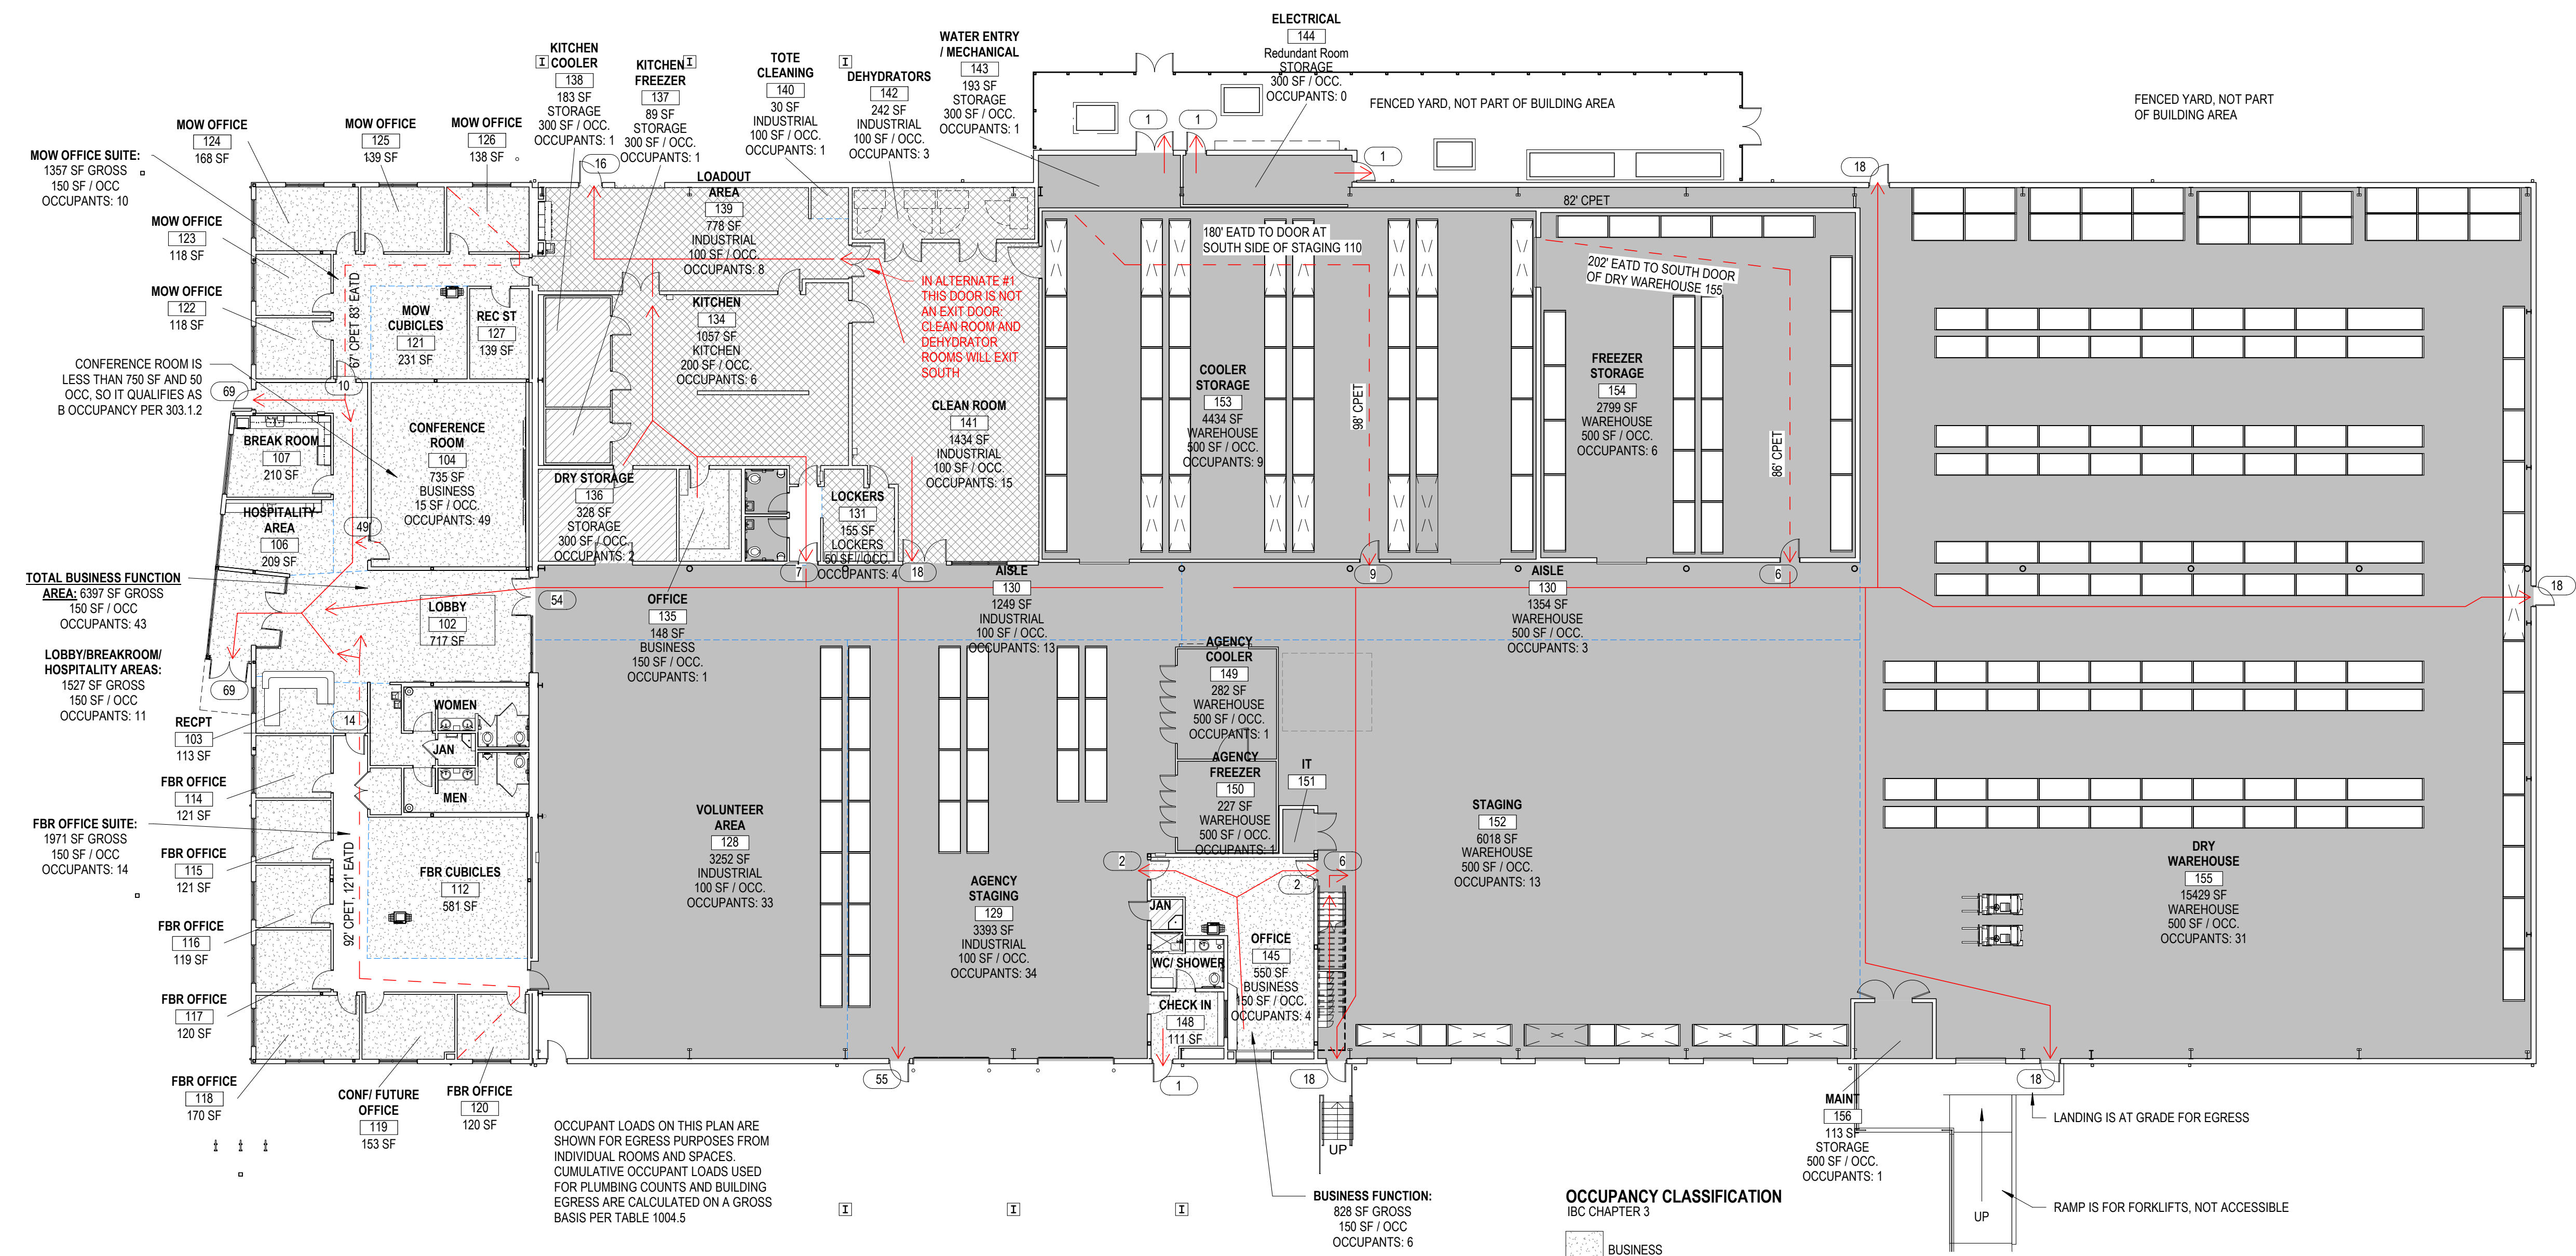 ELECTRICAL
144
Redundant Room
STORAGE
300 SF / OCC.
OCCUPANTS: 0
WATER ENTRY
/ MECHANICAL
143
193 SF
STORAGE
300 SF / OCC.
OCCUPANTS: 1
KITCHEN
COOLER
138
183 SF
STORAGE
300 SF / OCC.
OCCUPANTS: 1
KITCHEN
FREEZER
137
89 SF
STORAGE
300 SF / OCC.
OCCUPANTS: 1
TOTE
CLEANING
140
30 SF
INDUSTRIAL
100 SF / OCC.
OCCUPANTS: 1
DEHYDRATORS
142
242 SF
INDUSTRIAL
100 SF / OCC.
OCCUPANTS: 3
I
I
I
FENCED YARD, NOT PART OF BUILDING AREA
FENCED YARD, NOT PART
OF BUILDING AREA
1
1
1
16
18
MOW OFFICE
124
168 SF
MOW OFFICE
125
139 SF
MOW OFFICE
126
138 SF
MOW OFFICE SUITE:
1357 SF GROSS
150 SF / OCC
OCCUPANTS: 10
MOW OFFICE
123
118 SF
MOW OFFICE
122
118 SF
LOADOUT
AREA
139
778 SF
INDUSTRIAL
100 SF / OCC.
OCCUPANTS: 8
82' CPET
180' EATD TO DOOR AT
SOUTH SIDE OF STAGING 110
202' EATD TO SOUTH DOOR
OF DRY WAREHOUSE 155
IN ALTERNATE #1
THIS DOOR IS NOT
AN EXIT DOOR:
CLEAN ROOM AND
DEHYDRATOR
ROOMS WILL EXIT
SOUTH
67' CPET 83' EATD
MOW
CUBICLES
121
231 SF
REC ST
127
139 SF
KITCHEN
134
1057 SF
KITCHEN
200 SF / OCC.
OCCUPANTS: 6
CONFERENCE ROOM IS
LESS THAN 750 SF AND 50
OCC, SO IT QUALIFIES AS
B OCCUPANCY PER 303.1.2
69
10
BREAK ROOM
107
210 SF
CONFERENCE
ROOM
104
735 SF
BUSINESS
15 SF / OCC.
OCCUPANTS: 49
49
HOSPITALITY
AREA
106
209 SF
CLEAN ROOM
141
1434 SF
INDUSTRIAL
100 SF / OCC.
OCCUPANTS: 15
COOLER
STORAGE
153
4434 SF
WAREHOUSE
500 SF / OCC.
OCCUPANTS: 9
98' CPET
FREEZER
STORAGE
154
2799 SF
WAREHOUSE
500 SF / OCC.
OCCUPANTS: 6
86' CPET
DRY STORAGE
136
328 SF
STORAGE
300 SF / OCC.
OCCUPANTS: 2
LOCKERS
131
155 SF
LOCKERS
50 SF / OCC.
OCCUPANTS: 4
7
18
9
6
18
TOTAL BUSINESS FUNCTION
AREA: 6397 SF GROSS
150 SF / OCC
OCCUPANTS: 43
LOBBY
102
717 SF
54
OFFICE
135
148 SF
BUSINESS
150 SF / OCC.
OCCUPANTS: 1
AISLE
130
1249 SF
INDUSTRIAL
100 SF / OCC.
OCCUPANTS: 13
AISLE
130
1354 SF
WAREHOUSE
500 SF / OCC.
OCCUPANTS: 3
LOBBY/BREAKROOM/
HOSPITALITY AREAS:
1527 SF GROSS
150 SF / OCC
OCCUPANTS: 11
69
14
RECPT
103
113 SF
WOMEN
JAN
MEN
AGENCY
COOLER
149
282 SF
WAREHOUSE
500 SF / OCC.
OCCUPANTS: 1
AGENCY
FREEZER
150
227 SF
WAREHOUSE
500 SF / OCC.
OCCUPANTS: 1
IT
151
FBR OFFICE
114
121 SF
FBR OFFICE SUITE:
1971 SF GROSS
150 SF / OCC
OCCUPANTS: 14
FBR OFFICE
115
121 SF
92' CPET, 121' EATD
FBR CUBICLES
112
581 SF
VOLUNTEER
AREA
128
3252 SF
INDUSTRIAL
100 SF / OCC.
OCCUPANTS: 33
AGENCY
STAGING
129
3393 SF
INDUSTRIAL
100 SF / OCC.
OCCUPANTS: 34
2
2
6
STAGING
152
6018 SF
WAREHOUSE
500 SF / OCC.
OCCUPANTS: 13
DRY
WAREHOUSE
155
15429 SF
WAREHOUSE
500 SF / OCC.
OCCUPANTS: 31
FBR OFFICE
116
119 SF
FBR OFFICE
117
120 SF
JAN
WC/ SHOWER
OFFICE
145
550 SF
BUSINESS
150 SF / OCC.
OCCUPANTS: 4
CHECK IN
148
111 SF
55
1
18
18
FBR OFFICE
118
170 SF
CONF/ FUTURE
OFFICE
119
153 SF
FBR OFFICE
120
120 SF
UP
MAINT
156
113 SF
STORAGE
500 SF / OCC.
OCCUPANTS: 1
LANDING IS AT GRADE FOR EGRESS
OCCUPANT LOADS ON THIS PLAN ARE
SHOWN FOR EGRESS PURPOSES FROM
INDIVIDUAL ROOMS AND SPACES.
CUMULATIVE OCCUPANT LOADS USED
FOR PLUMBING COUNTS AND BUILDING
EGRESS ARE CALCULATED ON A GROSS
BASIS PER TABLE 1004.5
I
I
I
BUSINESS FUNCTION:
828 SF GROSS
150 SF / OCC
OCCUPANTS: 6
OCCUPANCY CLASSIFICATION
IBC CHAPTER 3
BUSINESS
UP
RAMP IS FOR FORKLIFTS, NOT ACCESSIBLE